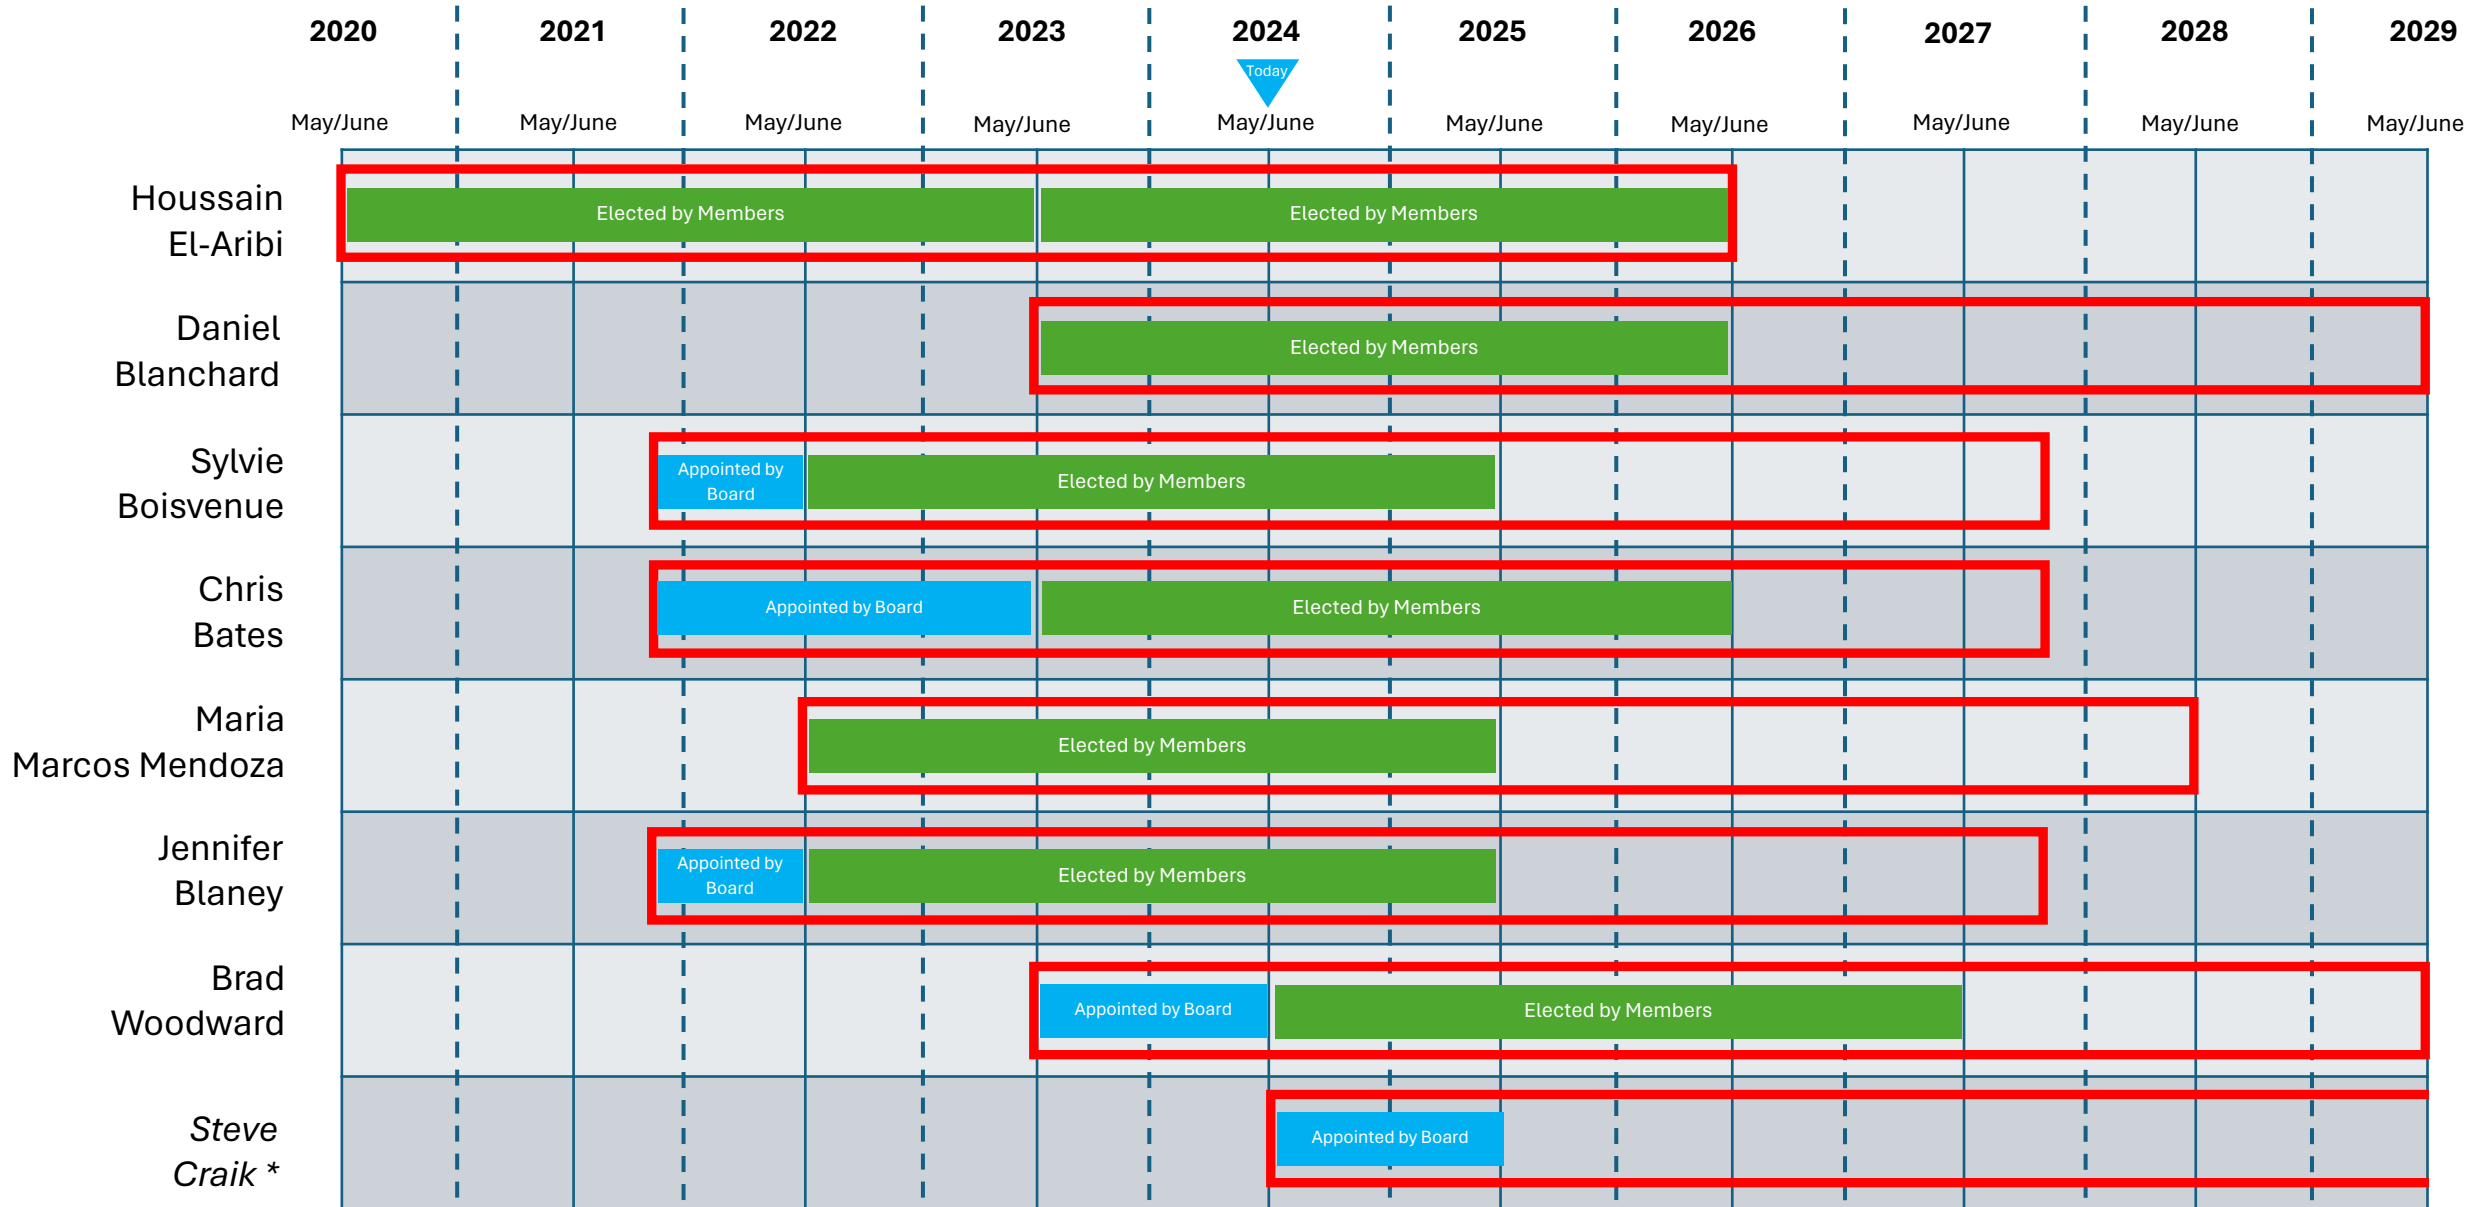 2020 2021 2022 2023 2024 2025 2026 2027 2028 2029
Today
May/June May/June May/June May/June May/June May/June May/June May/June May/June May/June
Houssain
El-Aribi
Elected by Members Elected by Members
Daniel
Blanchard
Elected by Members
Sylvie
Boisvenue
Appointed by
Board
Elected by Members
Chris
Bates
Appointed by Board Elected by Members
Maria
Marcos Mendoza
Elected by Members
Jennifer
Blaney
Appointed by
Board
Elected by Members
Brad
Woodward
Appointed by Board Elected by Members
Steve
Craik *
Appointed by Board